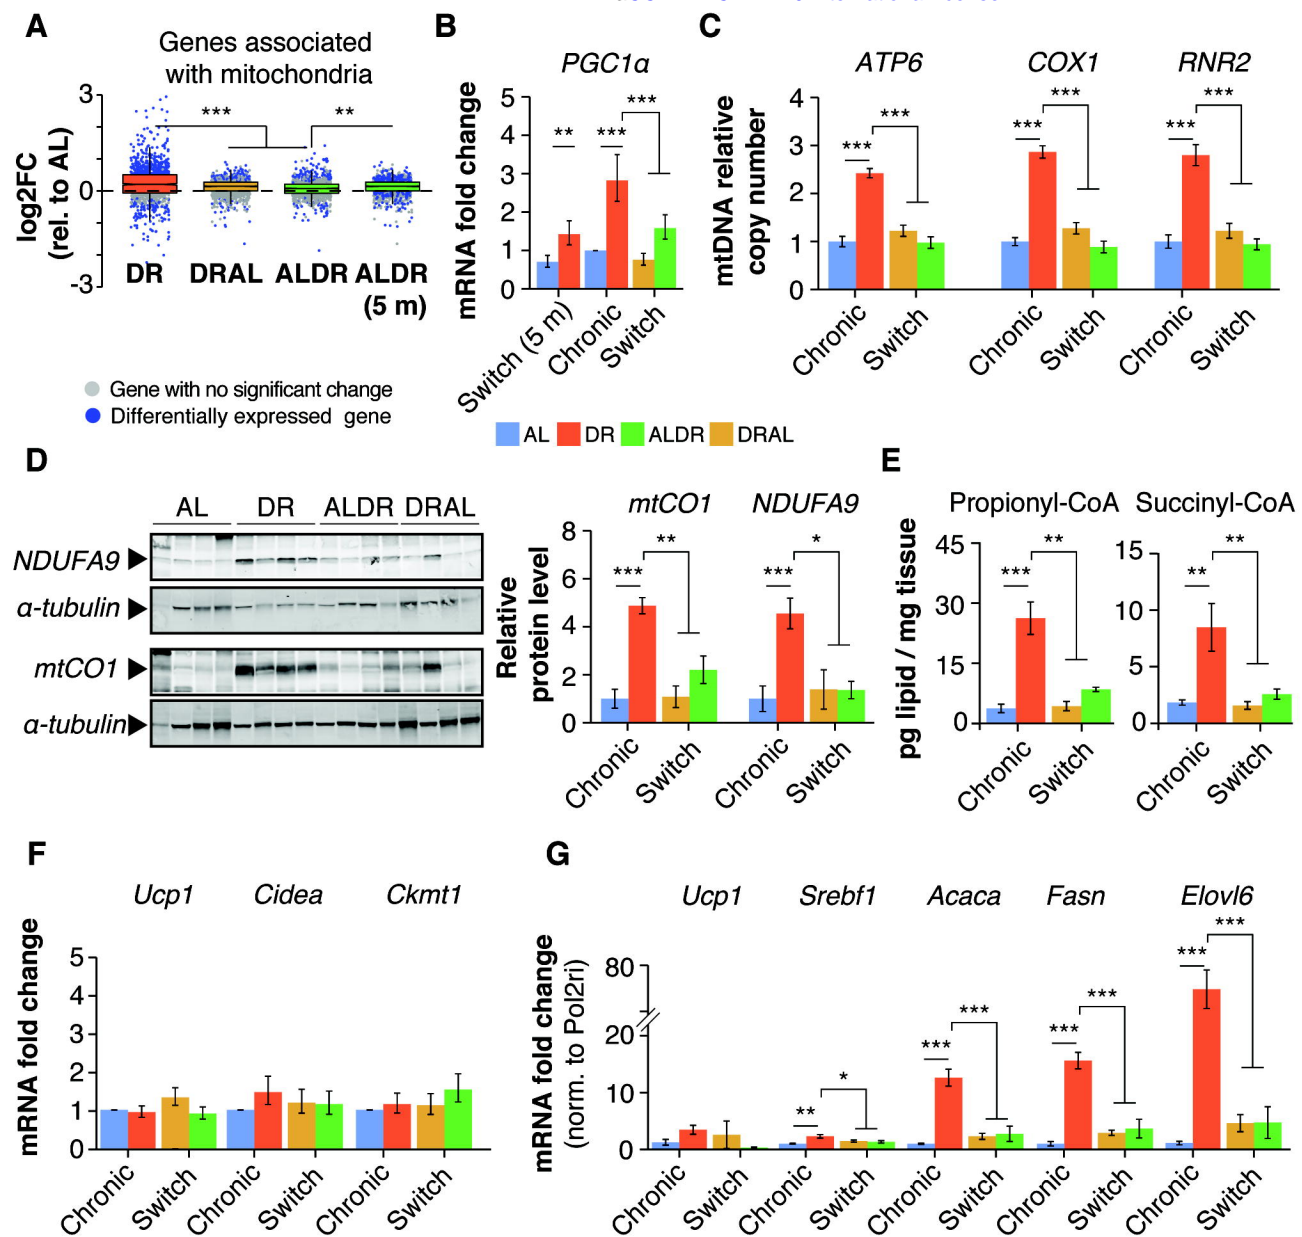 A
Genes associated
with mitochondria
log2FC
(rel. to AL)
3
0
-3
***
**
DR
DRAL
ALDR
ALDR
(5 m)
Gene with no significant change
Differentially expressed gene
B
PGC1α
mRNA fold change
5
4
3
2
1
0
**
***
***
Switch (5 m)
Chronic
Switch
C
ATP6
COX1
RNR2
mtDNA relative
copy number
4
3
2
1
0
***
***
***
***
***
***
Chronic
Switch
Chronic
Switch
Chronic
Switch
AL
DR
ALDR
DRAL
D
AL
DR
ALDR
DRAL
NDUFA9
α-tubulin
mtCO1
α-tubulin
mtCO1
NDUFA9
Relative
protein level
8
6
4
2
0
***
**
***
*
Chronic
Switch
Chronic
Switch
E
Propionyl-CoA
Succinyl-CoA
pg lipid / mg tissue
45
30
15
0
***
**
15
10
5
0
**
**
Chronic
Switch
Chronic
Switch
F
Ucp1
Cidea
Ckmt1
mRNA fold change
5
4
3
2
1
0
Chronic
Switch
Chronic
Switch
Chronic
Switch
G
Ucp1
Srebf1
Acaca
Fasn
Elovl6
mRNA fold change
(norm. to Pol2ri)
80
20
10
0
**
*
***
***
***
***
***
***
Chronic
Switch
Chronic
Switch
Chronic
Switch
Chronic
Switch
Chronic
Switch